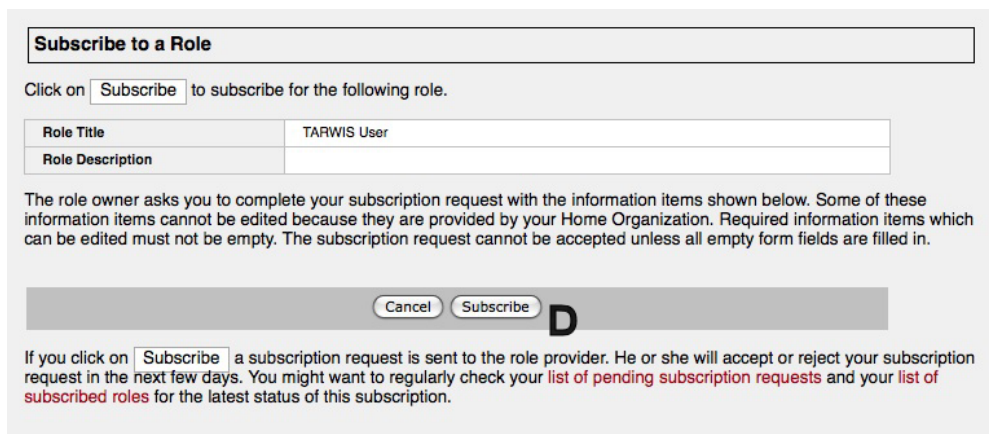 Subscribe to a Role
Click on Subscribe to subscribe for the following role.
Role Title TARWIS User
Role Description
The role owner asks you to complete your subscription request with the information items shown below. Some of these
information items cannot be edited because they are provided by your Home Organization. Required information items which
can be edited must not be empty. The subscription request cannot be accepted unless all empty form fields are filled in.
Cancel Subscribe D
If you click on Subscribe a subscription request is sent to the role provider. He or she will accept or reject your subscription
request in the next few days. You might want to regularly check your list of pending subscription requests and your list of
subscribed roles for the latest status of this subscription.